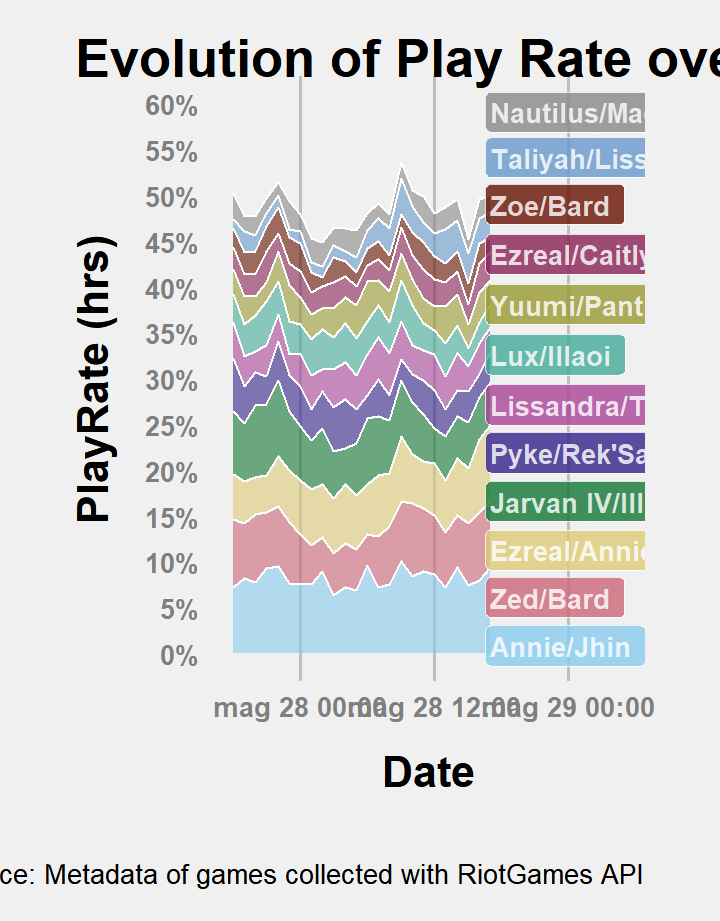 Evolution of Play Rate ove
60%
55%
50%
45%
40%
35%
30%
25%
20%
15%
10%
5%
0%
PlayRate (hrs)
Nautilus/Ma
Taliyah/Liss
Zoe/Bard
Ezreal/Caitly
Yuumi/Pant
Lux/Illaoi
Lissandra/T
Pyke/Rek'Sa
Jarvan IV/Ill
Ezreal/Annie
Zed/Bard
Annie/Jhin
mag 28 00:00
mag 28 12:00
mag 29 00:00
Date
ce: Metadata of games collected with RiotGames API